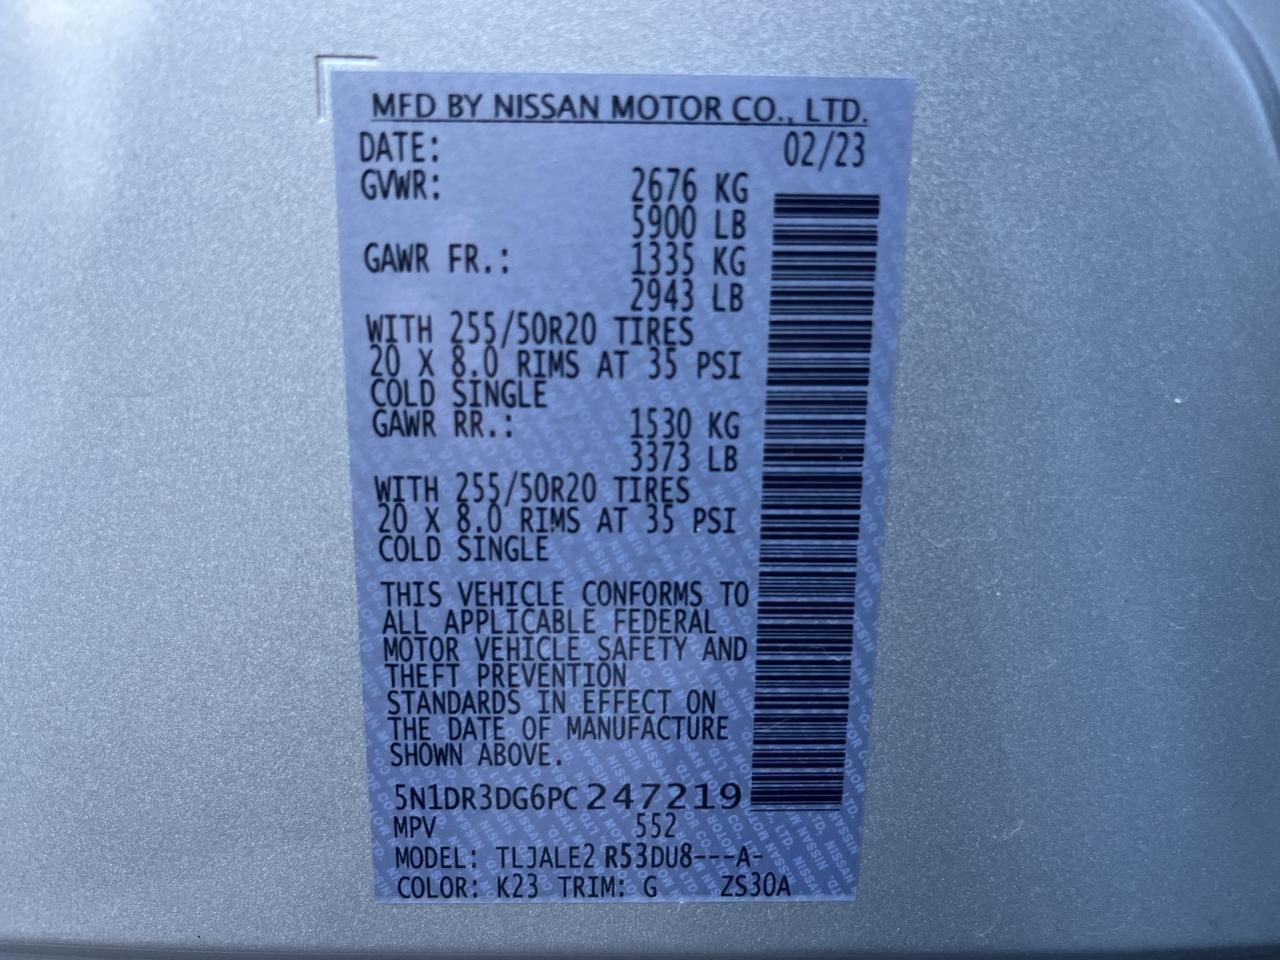 MFD BY NISSAN MOTOR CO., LTD.
DATE: 02/23
GVWR: 2676 KG
5900 LB
GAWR FR.: 1335 KG
2943 LB
WITH 255/50R20 TIRES
20 X 8.0 RIMS AT 35 PSI
COLD SINGLE
GAWR RR.: 1530 KG
3373 LB
WITH 255/50R20 TIRES
20 X 8.0 RIMS AT 35 PSI
COLD SINGLE
THIS VEHICLE CONFORMS TO
ALL APPLICABLE FEDERAL
MOTOR VEHICLE SAFETY AND
THEFT PREVENTION
STANDARDS IN EFFECT ON
THE DATE OF MANUFACTURE
SHOWN ABOVE.
5N1DR3DG6PC247219
MPV 552
MODEL: TLJALE2 R53DU8---A-
COLOR: K23 TRIM: G ZS30A